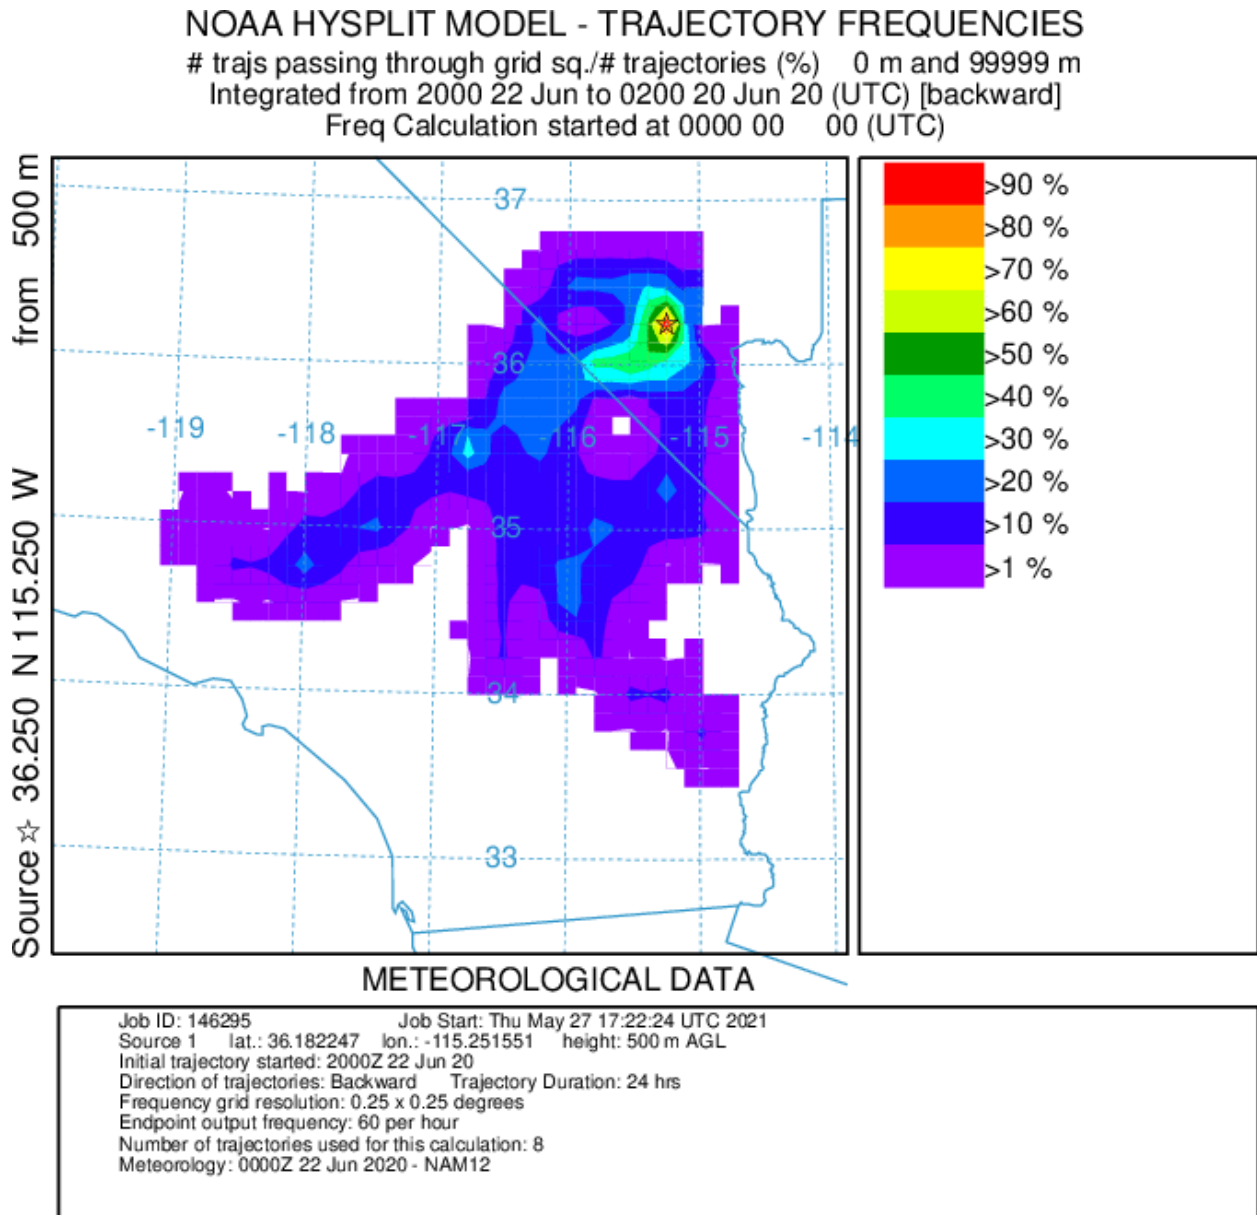 NOAA HYSPLIT MODEL - TRAJECTORY FREQUENCIES
# trajs passing through grid sq./# trajectories (%) 0 m and 99999 m
Integrated from 2000 22 Jun to 0200 20 Jun 20 (UTC) [backward]
Freq Calculation started at 0000 00 00 (UTC)
Source ☆ 36.250 N 115.250 W from 500 m
37
36
-119 -118 -117 -116 -115 -114
35
34
33
>90 %
>80 %
>70 %
>60 %
>50 %
>40 %
>30 %
>20 %
>10 %
>1 %
METEOROLOGICAL DATA
Job ID: 146295 Job Start: Thu May 27 17:22:24 UTC 2021
Source 1 lat.: 36.182247 lon.: -115.251551 height: 500 m AGL
Initial trajectory started: 2000Z 22 Jun 20
Direction of trajectories: Backward Trajectory Duration: 24 hrs
Frequency grid resolution: 0.25 x 0.25 degrees
Endpoint output frequency: 60 per hour
Number of trajectories used for this calculation: 8
Meteorology: 0000Z 22 Jun 2020 - NAM12